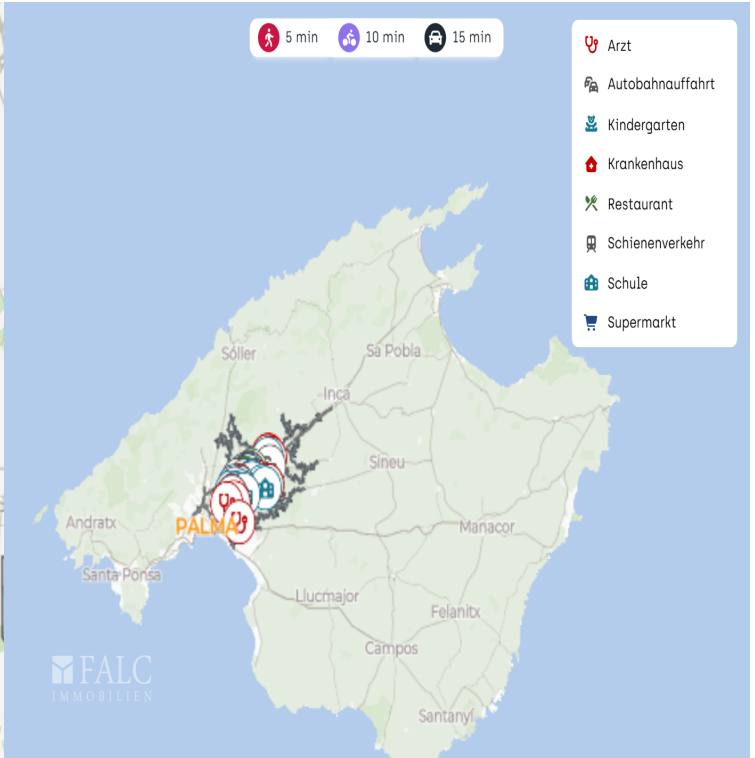 5 min
10 min
15 min
Arzt
Autobahnauffahrt
Kindergarten
Krankenhaus
Restaurant
Schienenverkehr
Schule
Supermarkt
Sóller
Sa Pobla
Inca
Sineu
Andratx
PALMA
Manacor
Santa Ponsa
Llucmajor
Felanitx
Campos
Santanyí
FALC
IMMOBILIEN